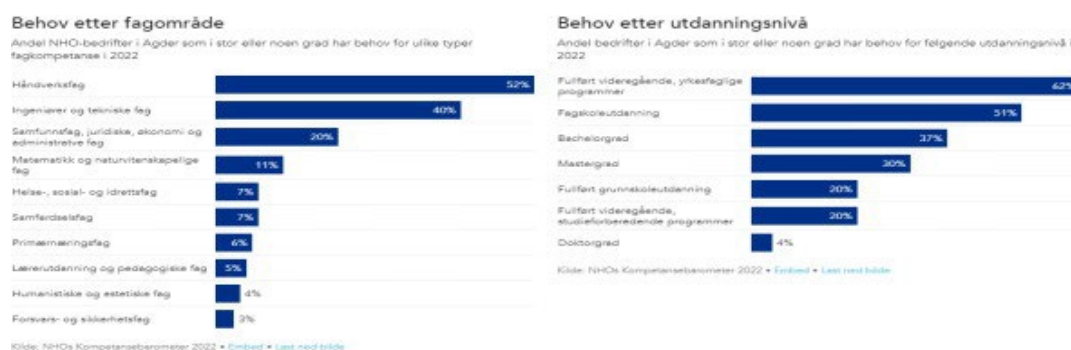 Behov etter fagområde
Andel NHO-bedrifter i Agder som i stor eller noen grad har behov for ulike typer
fagkompetanse i 2022
Håndverksfag 52%
Ingeniører og tekniske fag 40%
Samfunnsfag, juridiske, økonomi og
administrative fag 20%
Matematikk og naturvitenskapelige
fag 11%
Helse-, sosial- og idrettsfag 7%
Samferdselsfag 7%
Primærnæringsfag 6%
Lærerutdanning og pedagogiske fag 5%
Humanistiske og estetiske fag 4%
Forsvars- og sikkerhetsfag 3%
Kilde: NHOs Kompetansebarometer 2022 • Embed • Last ned bilde
Behov etter utdanningsnivå
Andel bedrifter i Agder som i stor eller noen grad har behov for følgende utdanningsnivå i
2022
Fullført videregående, yrkesfaglige
programmer 62%
Fagskoleutdanning 51%
Bachelorgrad 37%
Mastergrad 30%
Fullført grunnskoleutdanning 20%
Fullført videregående,
studieforberedende programmer 20%
Doktorgrad 4%
Kilde: NHOs Kompetansebarometer 2022 • Embed • Last ned bilde